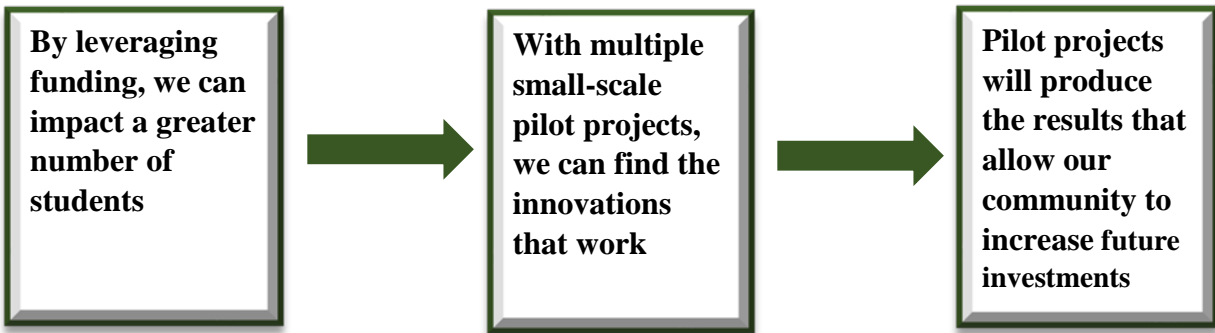 By leveraging
funding, we can
impact a greater
number of
students
With multiple
small-scale
pilot projects,
we can find the
innovations
that work
Pilot projects
will produce
the results that
allow our
community to
increase future
investments